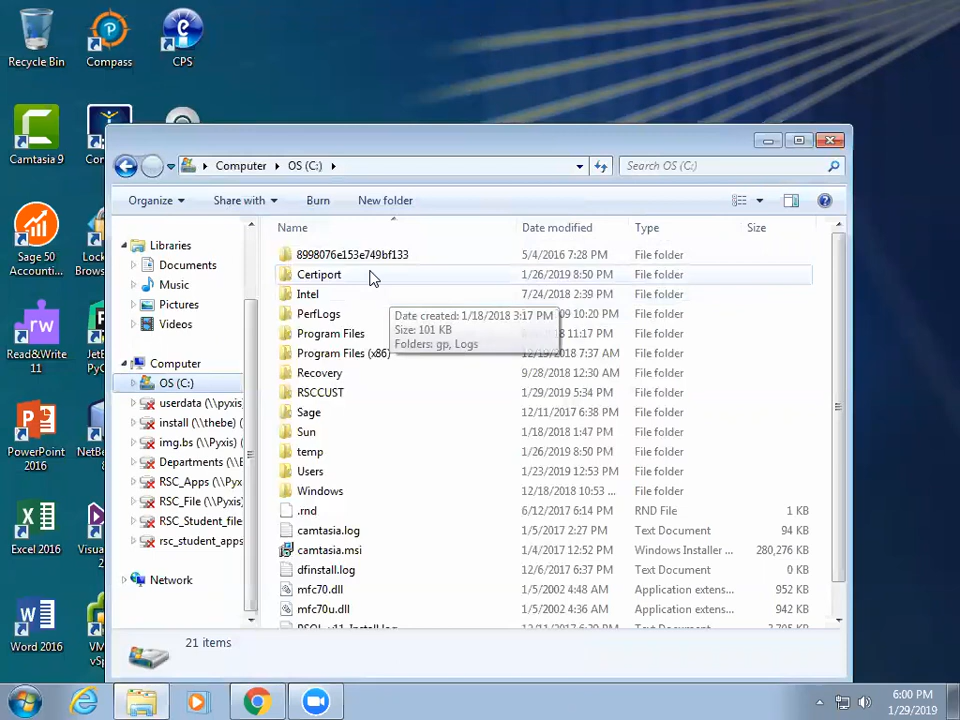 Recycle Bin
Compass
CPS
Camtasia 9
Sage 50
Accounti...
Read&Write
11
PowerPoint
2016
Excel 2016
Word 2016
Computer
OS (C:)
Search OS (C:)
Organize
Share with
Burn
New folder
Libraries
Documents
Music
Pictures
Videos
Computer
OS (C:)
userdata (\\pyxis)
install (\\thebe)
img.bs (\\Pyxis)
Departments (\\E
RSC_Apps (\\Pyx
RSC_File (\\Pyxis)
RSC_Student_file
rsc_student_apps
Network
Name Date modified Type Size
8998076e153e749bf133 5/4/2016 7:28 PM File folder
Certiport 1/26/2019 8:50 PM File folder
Intel 7/24/2018 2:39 PM File folder
PerfLogs 09 10:20 PM File folder
Program Files 8 11:17 PM File folder
Program Files (x86) 12/19/2018 7:37 AM File folder
Recovery 9/28/2018 12:30 AM File folder
RSCCUST 1/29/2019 5:34 PM File folder
Sage 12/11/2017 6:38 PM File folder
Sun 1/18/2018 1:47 PM File folder
temp 1/26/2019 8:50 PM File folder
Users 1/23/2019 12:53 PM File folder
Windows 12/18/2018 10:53 ... File folder
.rnd 6/12/2017 6:14 PM RND File 1 KB
camtasia.log 1/5/2017 2:27 PM Text Document 94 KB
camtasia.msi 1/4/2017 12:52 PM Windows Installer ... 280,276 KB
dfinstall.log 12/6/2017 6:37 PM Text Document 0 KB
mfc70.dll 1/5/2002 4:48 AM Application extens... 952 KB
mfc70u.dll 1/5/2002 4:36 AM Application extens... 942 KB
Date created: 1/18/2018 3:17 PM
Size: 101 KB
Folders: gp, Logs
21 items
6:00 PM
1/29/2019